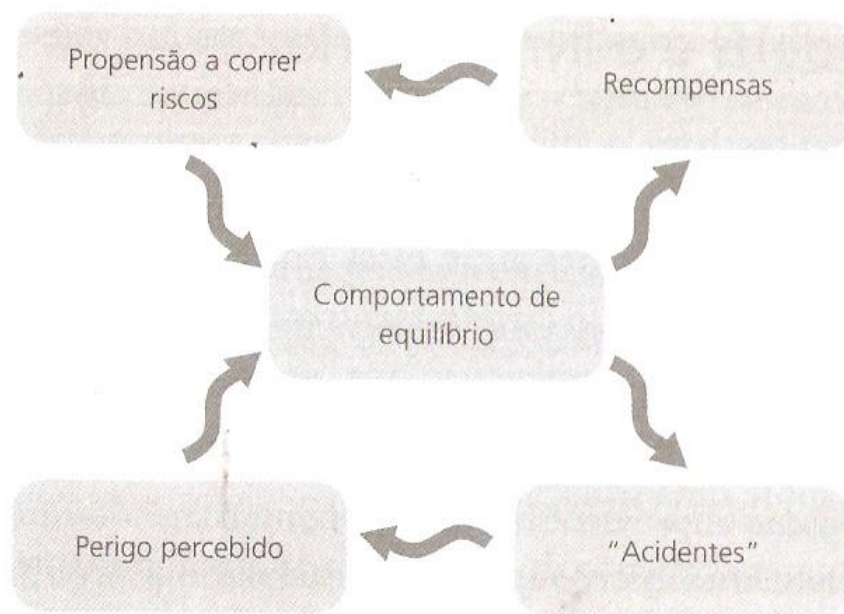 Propensão a correr
riscos
Recompensas
Comportamento de
equilíbrio
Perigo percebido
"Acidentes"